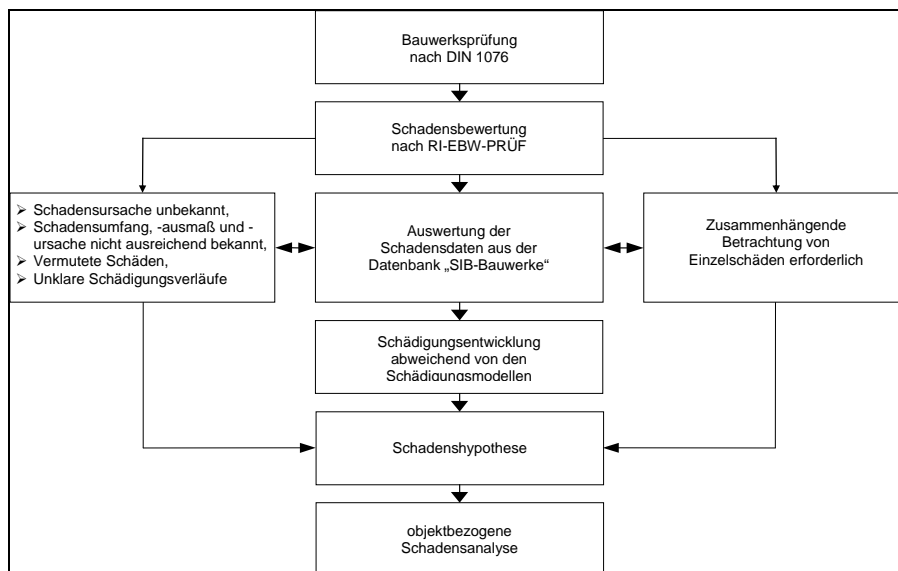 Bauwerksprüfung
nach DIN 1076
Schadensbewertung
nach RI-EBW-PRÜF
➢ Schadensursache unbekannt,
➢ Schadensumfang, -ausmaß und -
ursache nicht ausreichend bekannt,
➢ Vermutete Schäden,
➢ Unklare Schädigungsverläufe
Auswertung der
Schadensdaten aus der
Datenbank „SIB-Bauwerke“
Zusammenhängende
Betrachtung von
Einzelschäden erforderlich
Schädigungsentwicklung
abweichend von den
Schädigungsmodellen
Schadenshypothese
objektbezogene
Schadensanalyse